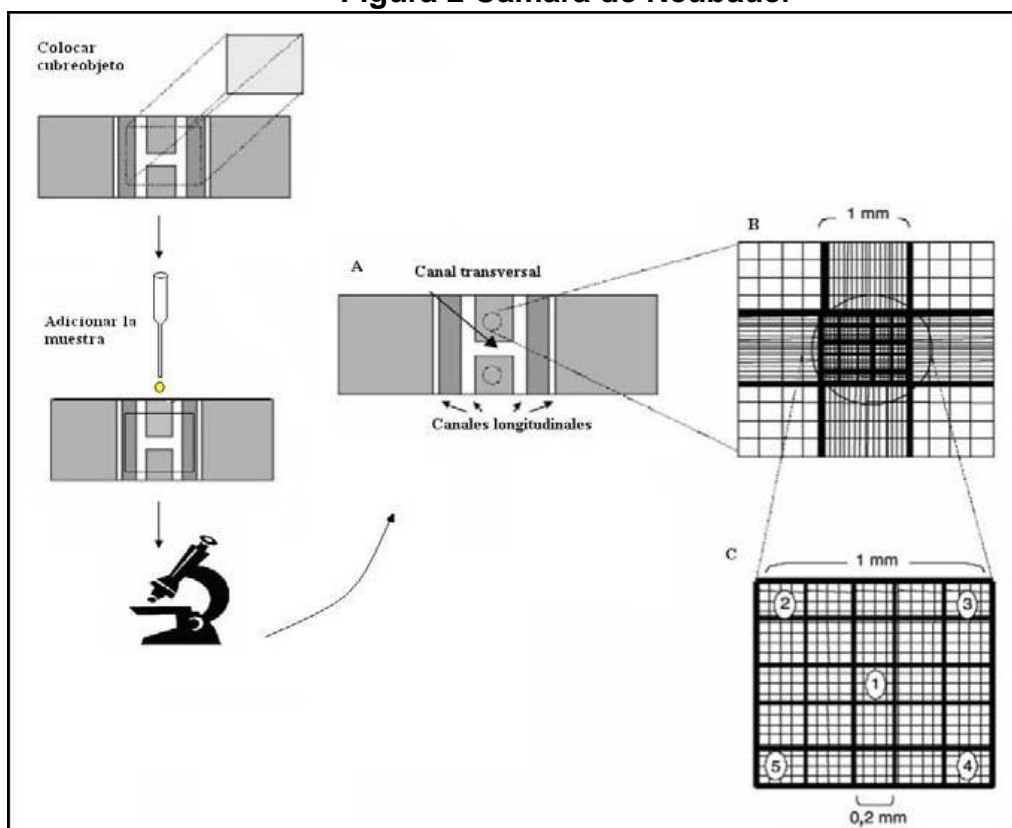 Figura 2 Cámara de Neubauer
Colocar
cubreobjeto
Adicionar la
muestra
A
Canal transversal
Canales longitudinales
B
1 mm
C
1 mm
2
3
1
5
4
0,2 mm